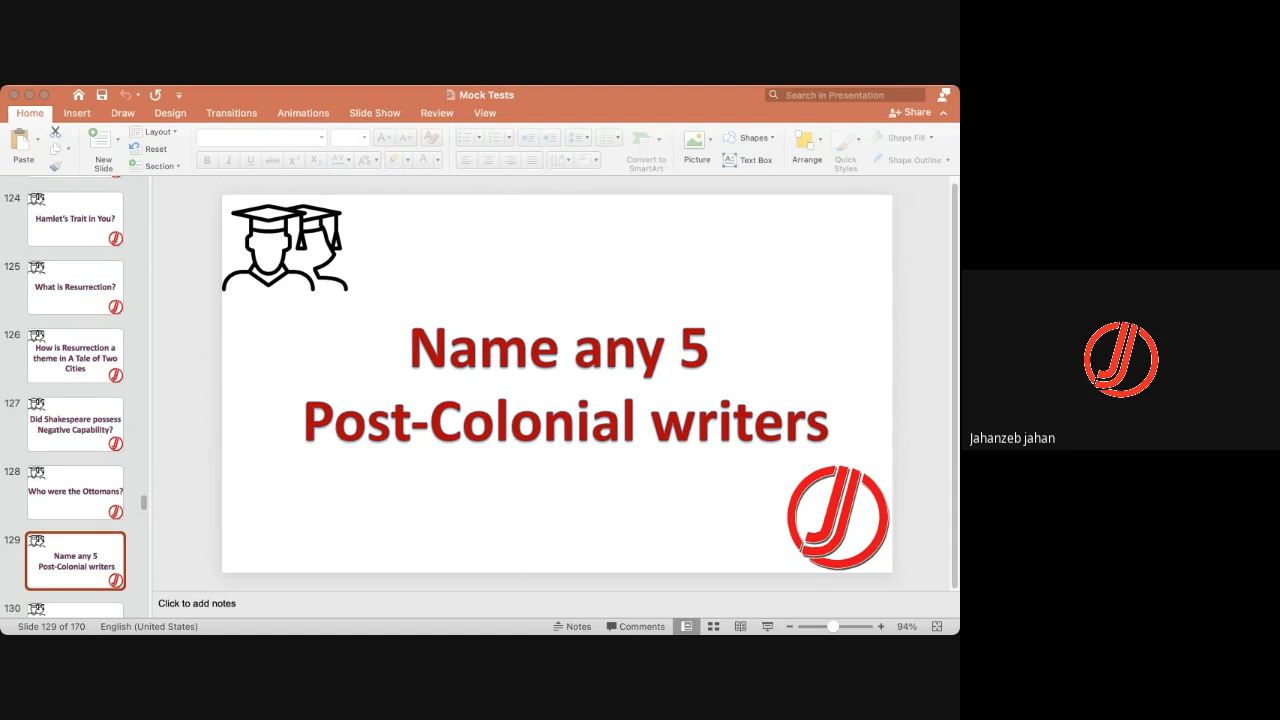 Mock Tests
Search in Presentation
Home Insert Draw Design Transitions Animations Slide Show Review View
Share
Paste
New
Slide
Layout
Reset
Section
B I U abc X² X₂ AV Aa A
Convert to
SmartArt
Picture
Shapes
Text Box
Arrange
Quick
Styles
Shape Fill
Shape Outline
124
Hamlet's Trait in You?
125
What is Resurrection?
126
How is Resurrection a
theme in A Tale of Two
Cities
127
Did Shakespeare possess
Negative Capability?
128
Who were the Ottomans?
129
Name any 5
Post-Colonial writers
130
Name any 5
Post-Colonial writers
Click to add notes
Slide 129 of 170 English (United States)
Notes Comments 94%
Jahanzeb jahan